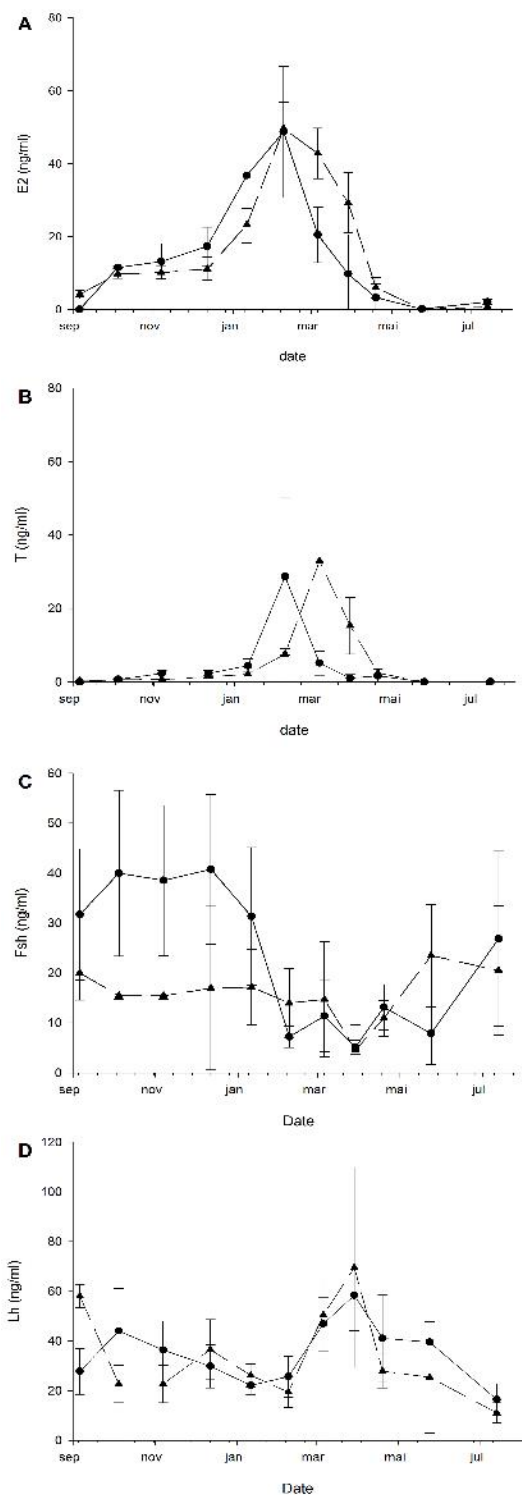 A
80
60
40
20
0
E2 (ng/ml)
sep nov jan mar mai jul
date
B
80
60
40
20
0
T (ng/ml)
sep nov jan mar mai jul
date
C
60
50
40
30
20
10
0
Fsh (ng/ml)
sep nov jan mar mai jul
Date
D
120
100
80
60
40
20
0
Lh (ng/ml)
sep nov jan mar mai jul
Date